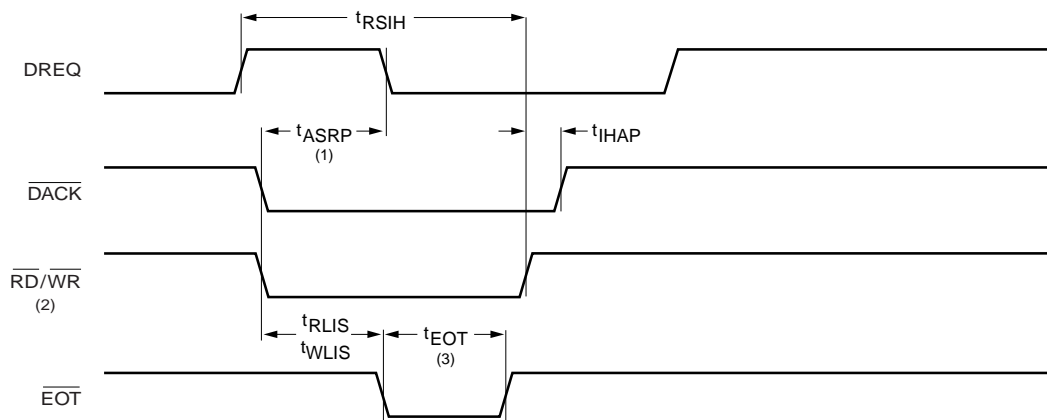 tRSIH
DREQ
tASRP
(1)
tIHAP
DACK
RD/WR
(2)
tRLIS
tWLIS
tEOT
(3)
EOT